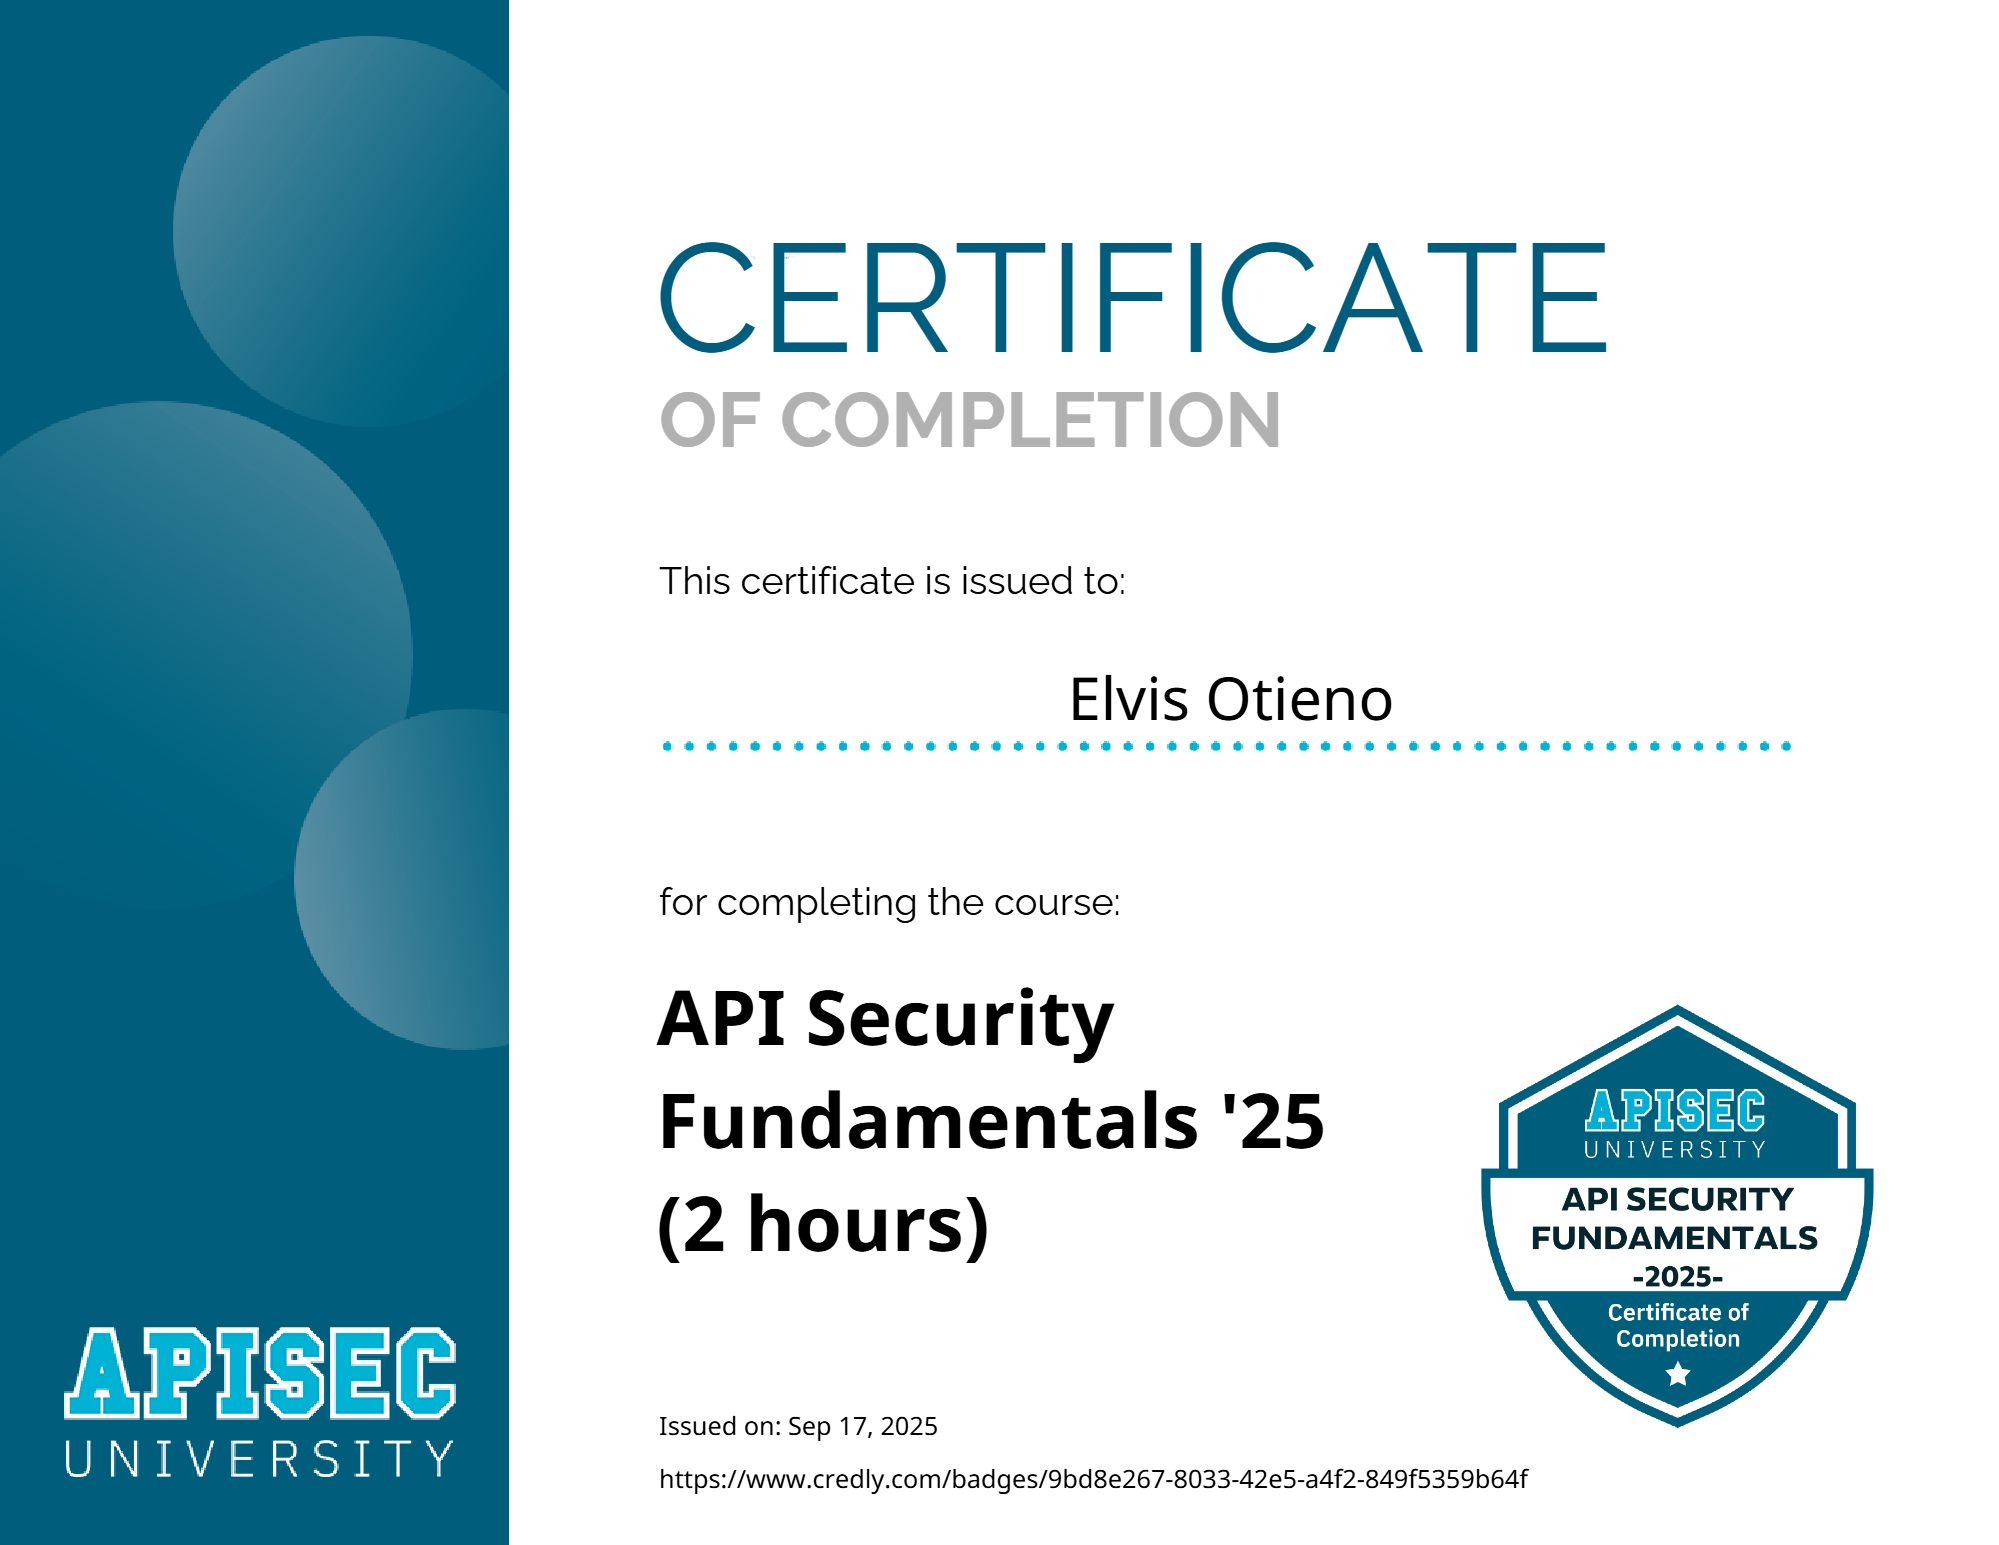 CERTIFICATE
OF COMPLETION
This certificate is issued to:
Elvis Otieno
for completing the course:
API Security
Fundamentals '25
(2 hours)
APISEC
UNIVERSITY
API SECURITY
FUNDAMENTALS
-2025-
Certificate of
Completion
Issued on: Sep 17, 2025
https://www.credly.com/badges/9bd8e267-8033-42e5-a4f2-849f5359b64f
APISEC
UNIVERSITY